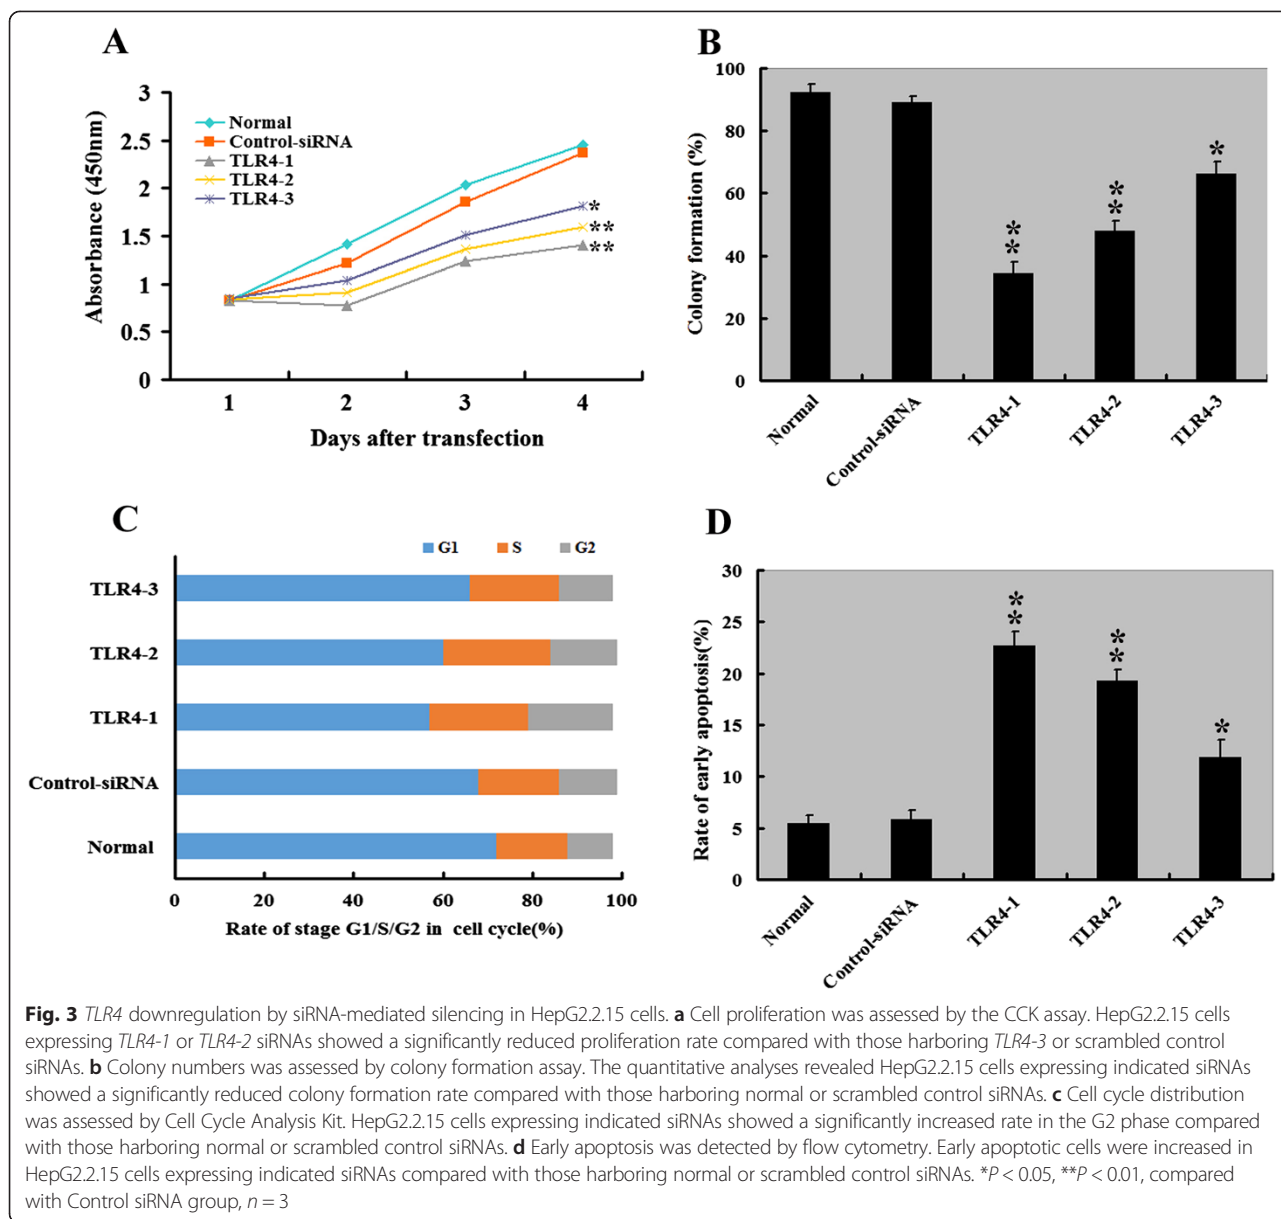 A
3
2.5
2
1.5
1
0.5
0
Absorbance (450nm)
Normal
Control-siRNA
TLR4-1
TLR4-2
TLR4-3
*
**
**
1 2 3 4
Days after transfection
B
100
80
60
40
20
0
Colony formation (%)
**
**
*
Normal
Control-siRNA
TLR4-1
TLR4-2
TLR4-3
C
G1 S G2
TLR4-3
TLR4-2
TLR4-1
Control-siRNA
Normal
0 20 40 60 80 100
Rate of stage G1/S/G2 in cell cycle(%)
D
30
25
20
15
10
5
0
Rate of early apoptosis(%)
**
**
*
Normal
Control-siRNA
TLR4-1
TLR4-2
TLR4-3
Fig. 3 TLR4 downregulation by siRNA-mediated silencing in HepG2.2.15 cells. a Cell proliferation was assessed by the CCK assay. HepG2.2.15 cells
expressing TLR4-1 or TLR4-2 siRNAs showed a significantly reduced proliferation rate compared with those harboring TLR4-3 or scrambled control
siRNAs. b Colony numbers was assessed by colony formation assay. The quantitative analyses revealed HepG2.2.15 cells expressing indicated siRNAs
showed a significantly reduced colony formation rate compared with those harboring normal or scrambled control siRNAs. c Cell cycle distribution
was assessed by Cell Cycle Analysis Kit. HepG2.2.15 cells expressing indicated siRNAs showed a significantly increased rate in the G2 phase compared
with those harboring normal or scrambled control siRNAs. d Early apoptosis was detected by flow cytometry. Early apoptotic cells were increased in
HepG2.2.15 cells expressing indicated siRNAs compared with those harboring normal or scrambled control siRNAs. *P < 0.05, **P < 0.01, compared
with Control siRNA group, n = 3